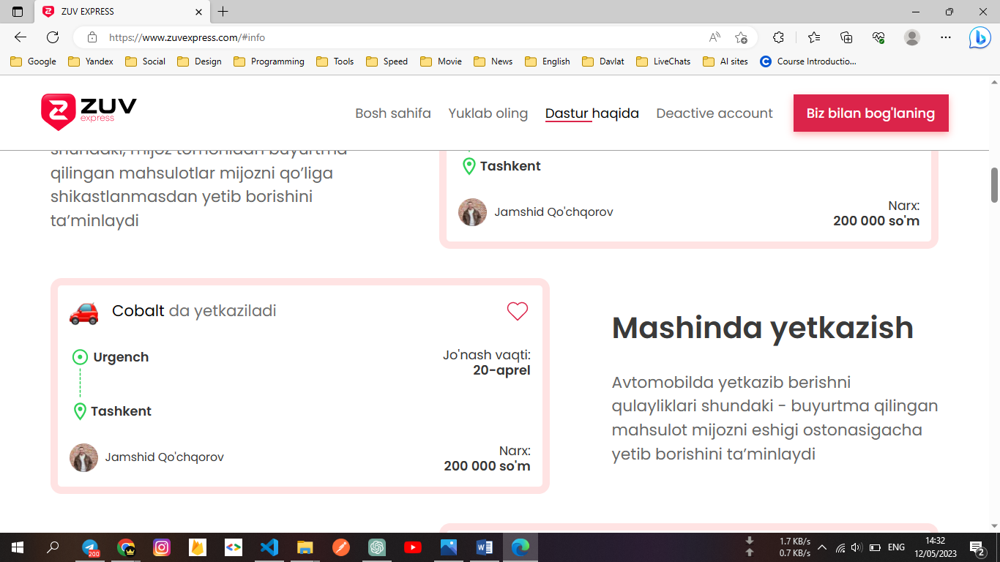 ZUV EXPRESS
https://www.zuvexpress.com/#info
Google
Yandex
Social
Design
Programming
Tools
Speed
Movie
News
English
Davlat
LiveChats
AI sites
Course Introductio...
ZUV
express
Bosh sahifa
Yuklab oling
Dastur haqida
Deactive account
Biz bilan bog'laning
shundaki, mijoz tomonidan buyurtma
qilingan mahsulotlar mijozni qo’liga
shikastlanmasdan yetib borishini
ta’minlaydi
Tashkent
Jamshid Qo'chqorov
Narx:
200 000 so'm
Cobalt da yetkaziladi
Urgench
Jo'nash vaqti:
20-aprel
Tashkent
Jamshid Qo'chqorov
Narx:
200 000 so'm
Mashinda yetkazish
Avtomobilda yetkazib berishni
qulayliklari shundaki - buyurtma qilingan
mahsulot mijozni eshigi ostonasigacha
yetib borishini ta’minlaydi
200
1.7 KB/s
0.7 KB/s
ENG
14:32
12/05/2023
2